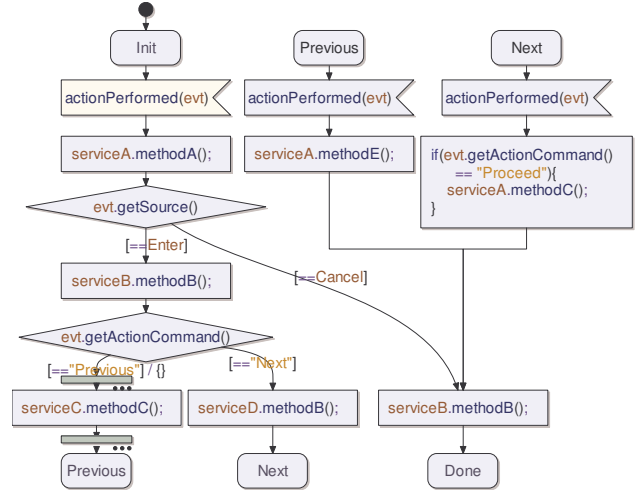 Init
Previous
Next
actionPerformed(evt)
actionPerformed(evt)
actionPerformed(evt)
serviceA.methodA();
serviceA.methodE();
if(evt.getActionCommand()
== "Proceed"){
serviceA.methodC();
}
evt.getSource()
[==Enter]
[==Cancel]
serviceB.methodB();
evt.getActionCommand()
[=="Previous"] / {}
[=="Next"]
serviceC.methodC();
serviceD.methodB();
serviceB.methodB();
Previous
Next
Done